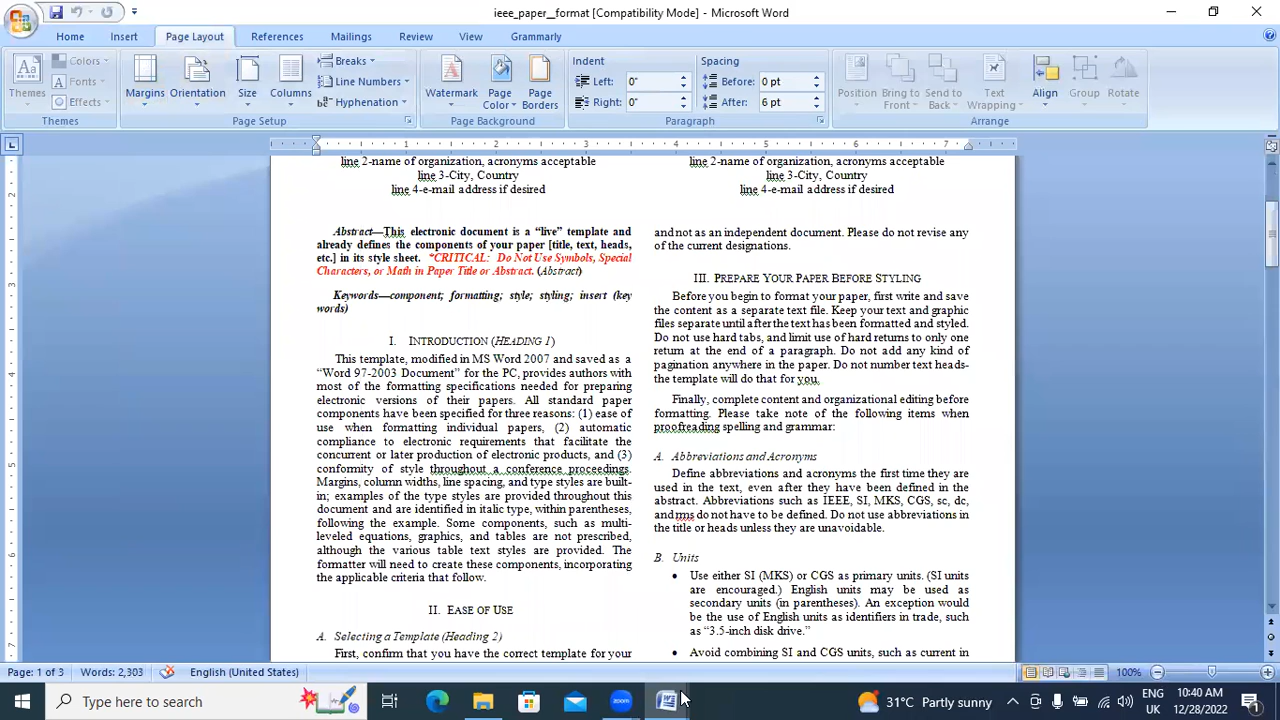 ieee_paper__format [Compatibility Mode] - Microsoft Word
Home Insert Page Layout References Mailings Review View Grammarly
Themes
Colors
Fonts
Effects
Themes
Margins
Orientation
Size
Columns
Breaks
Line Numbers
Hyphenation
Page Setup
Watermark
Page Color
Page Borders
Page Background
Indent
Left: 0"
Right: 0"
Spacing
Before: 0 pt
After: 6 pt
Paragraph
Position
Bring to Front
Send to Back
Text Wrapping
Align
Group
Rotate
Arrange
1 2 3 4 5 6 7
line 2-name of organization, acronyms acceptable
line 3-City, Country
line 4-e-mail address if desired
line 2-name of organization, acronyms acceptable
line 3-City, Country
line 4-e-mail address if desired
Abstract—This electronic document is a “live” template and
already defines the components of your paper [title, text, heads,
etc.] in its style sheet. *CRITICAL: Do Not Use Symbols, Special
Characters, or Math in Paper Title or Abstract. (Abstract)
Keywords—component; formatting; style; styling; insert (key
words)
I. INTRODUCTION (HEADING 1)
This template, modified in MS Word 2007 and saved as a
“Word 97-2003 Document” for the PC, provides authors with
most of the formatting specifications needed for preparing
electronic versions of their papers. All standard paper
components have been specified for three reasons: (1) ease of
use when formatting individual papers, (2) automatic
compliance to electronic requirements that facilitate the
concurrent or later production of electronic products, and (3)
conformity of style throughout a conference proceedings.
Margins, column widths, line spacing, and type styles are built-
in; examples of the type styles are provided throughout this
document and are identified in italic type, within parentheses,
following the example. Some components, such as multi-
leveled equations, graphics, and tables are not prescribed,
although the various table text styles are provided. The
formatter will need to create these components, incorporating
the applicable criteria that follow.
II. EASE OF USE
A. Selecting a Template (Heading 2)
First, confirm that you have the correct template for your
and not as an independent document. Please do not revise any
of the current designations.
III. PREPARE YOUR PAPER BEFORE STYLING
Before you begin to format your paper, first write and save
the content as a separate text file. Keep your text and graphic
files separate until after the text has been formatted and styled.
Do not use hard tabs, and limit use of hard returns to only one
return at the end of a paragraph. Do not add any kind of
pagination anywhere in the paper. Do not number text heads-
the template will do that for you.
Finally, complete content and organizational editing before
formatting. Please take note of the following items when
proofreading spelling and grammar:
A. Abbreviations and Acronyms
Define abbreviations and acronyms the first time they are
used in the text, even after they have been defined in the
abstract. Abbreviations such as IEEE, SI, MKS, CGS, sc, dc,
and rms do not have to be defined. Do not use abbreviations in
the title or heads unless they are unavoidable.
B. Units
• Use either SI (MKS) or CGS as primary units. (SI units
are encouraged.) English units may be used as
secondary units (in parentheses). An exception would
be the use of English units as identifiers in trade, such
as “3.5-inch disk drive.”
• Avoid combining SI and CGS units, such as current in
Page: 1 of 3 Words: 2,303 English (United States) 100%
Type here to search
zoom
31°C Partly sunny
ENG
UK
10:40 AM
12/28/2022